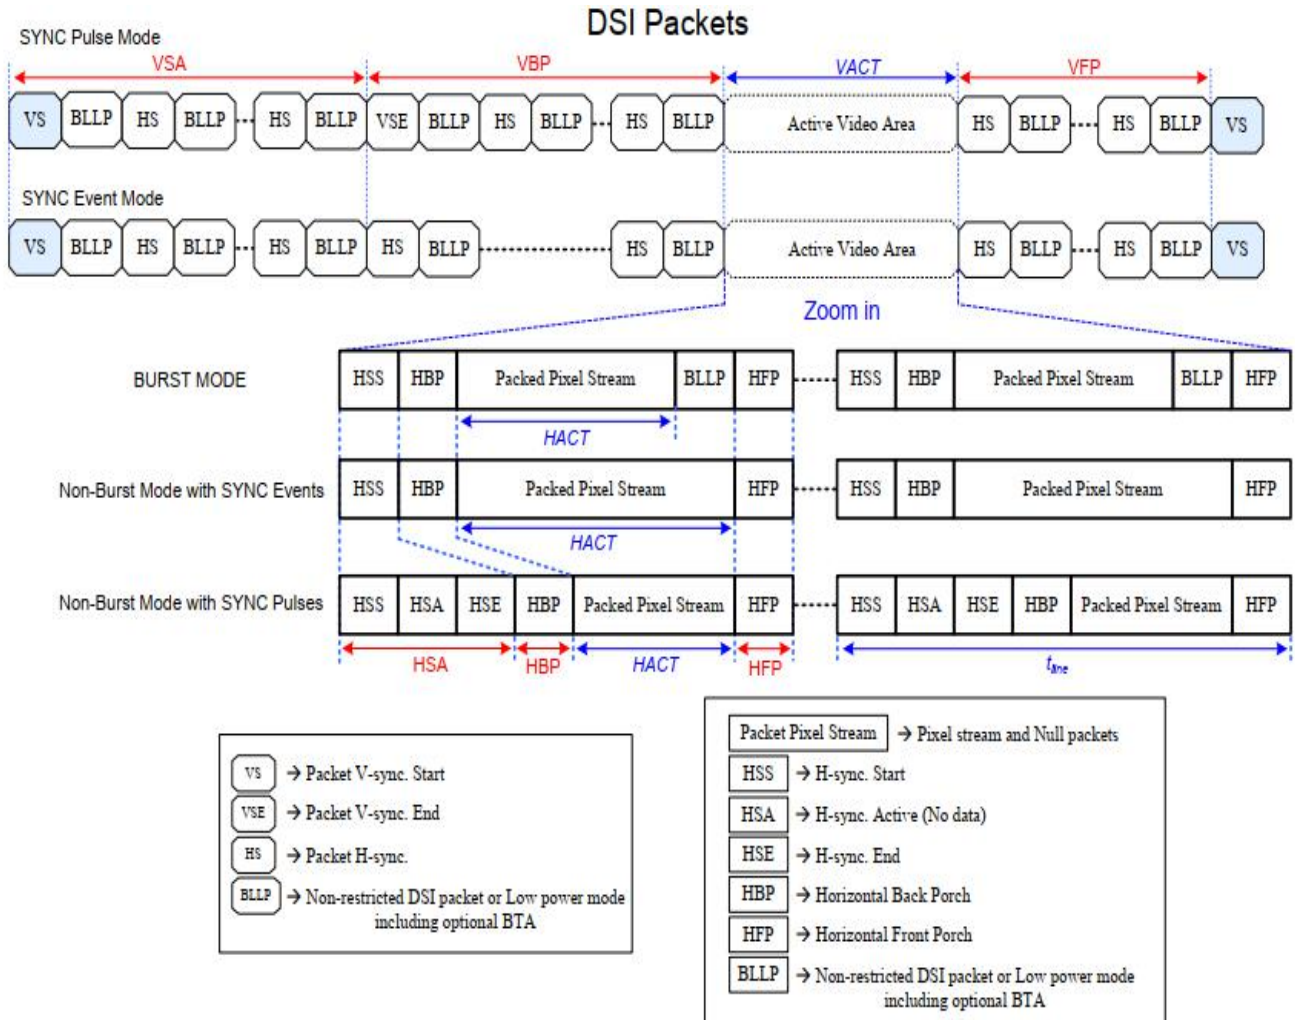 DSI Packets
SYNC Pulse Mode
VSA VBP VACT VFP
VS BLLP HS BLLP HS BLLP VSE BLLP HS BLLP HS BLLP Active Video Area HS BLLP HS BLLP VS
SYNC Event Mode
VS BLLP HS BLLP HS BLLP HS BLLP HS BLLP Active Video Area HS BLLP HS BLLP VS
Zoom in
BURST MODE HSS HBP Packed Pixel Stream BLLP HFP HSS HBP Packed Pixel Stream BLLP HFP
HACT
Non-Burst Mode with SYNC Events HSS HBP Packed Pixel Stream HFP HSS HBP Packed Pixel Stream HFP
HACT
Non-Burst Mode with SYNC Pulses HSS HSA HSE HBP Packed Pixel Stream HFP HSS HSA HSE HBP Packed Pixel Stream HFP
HSA HBP HACT HFP tline
VS → Packet V-sync. Start
VSE → Packet V-sync. End
HS → Packet H-sync.
BLLP → Non-restricted DSI packet or Low power mode
including optional BTA
Packet Pixel Stream → Pixel stream and Null packets
HSS → H-sync. Start
HSA → H-sync. Active (No data)
HSE → H-sync. End
HBP → Horizontal Back Porch
HFP → Horizontal Front Porch
BLLP → Non-restricted DSI packet or Low power mode
including optional BTA